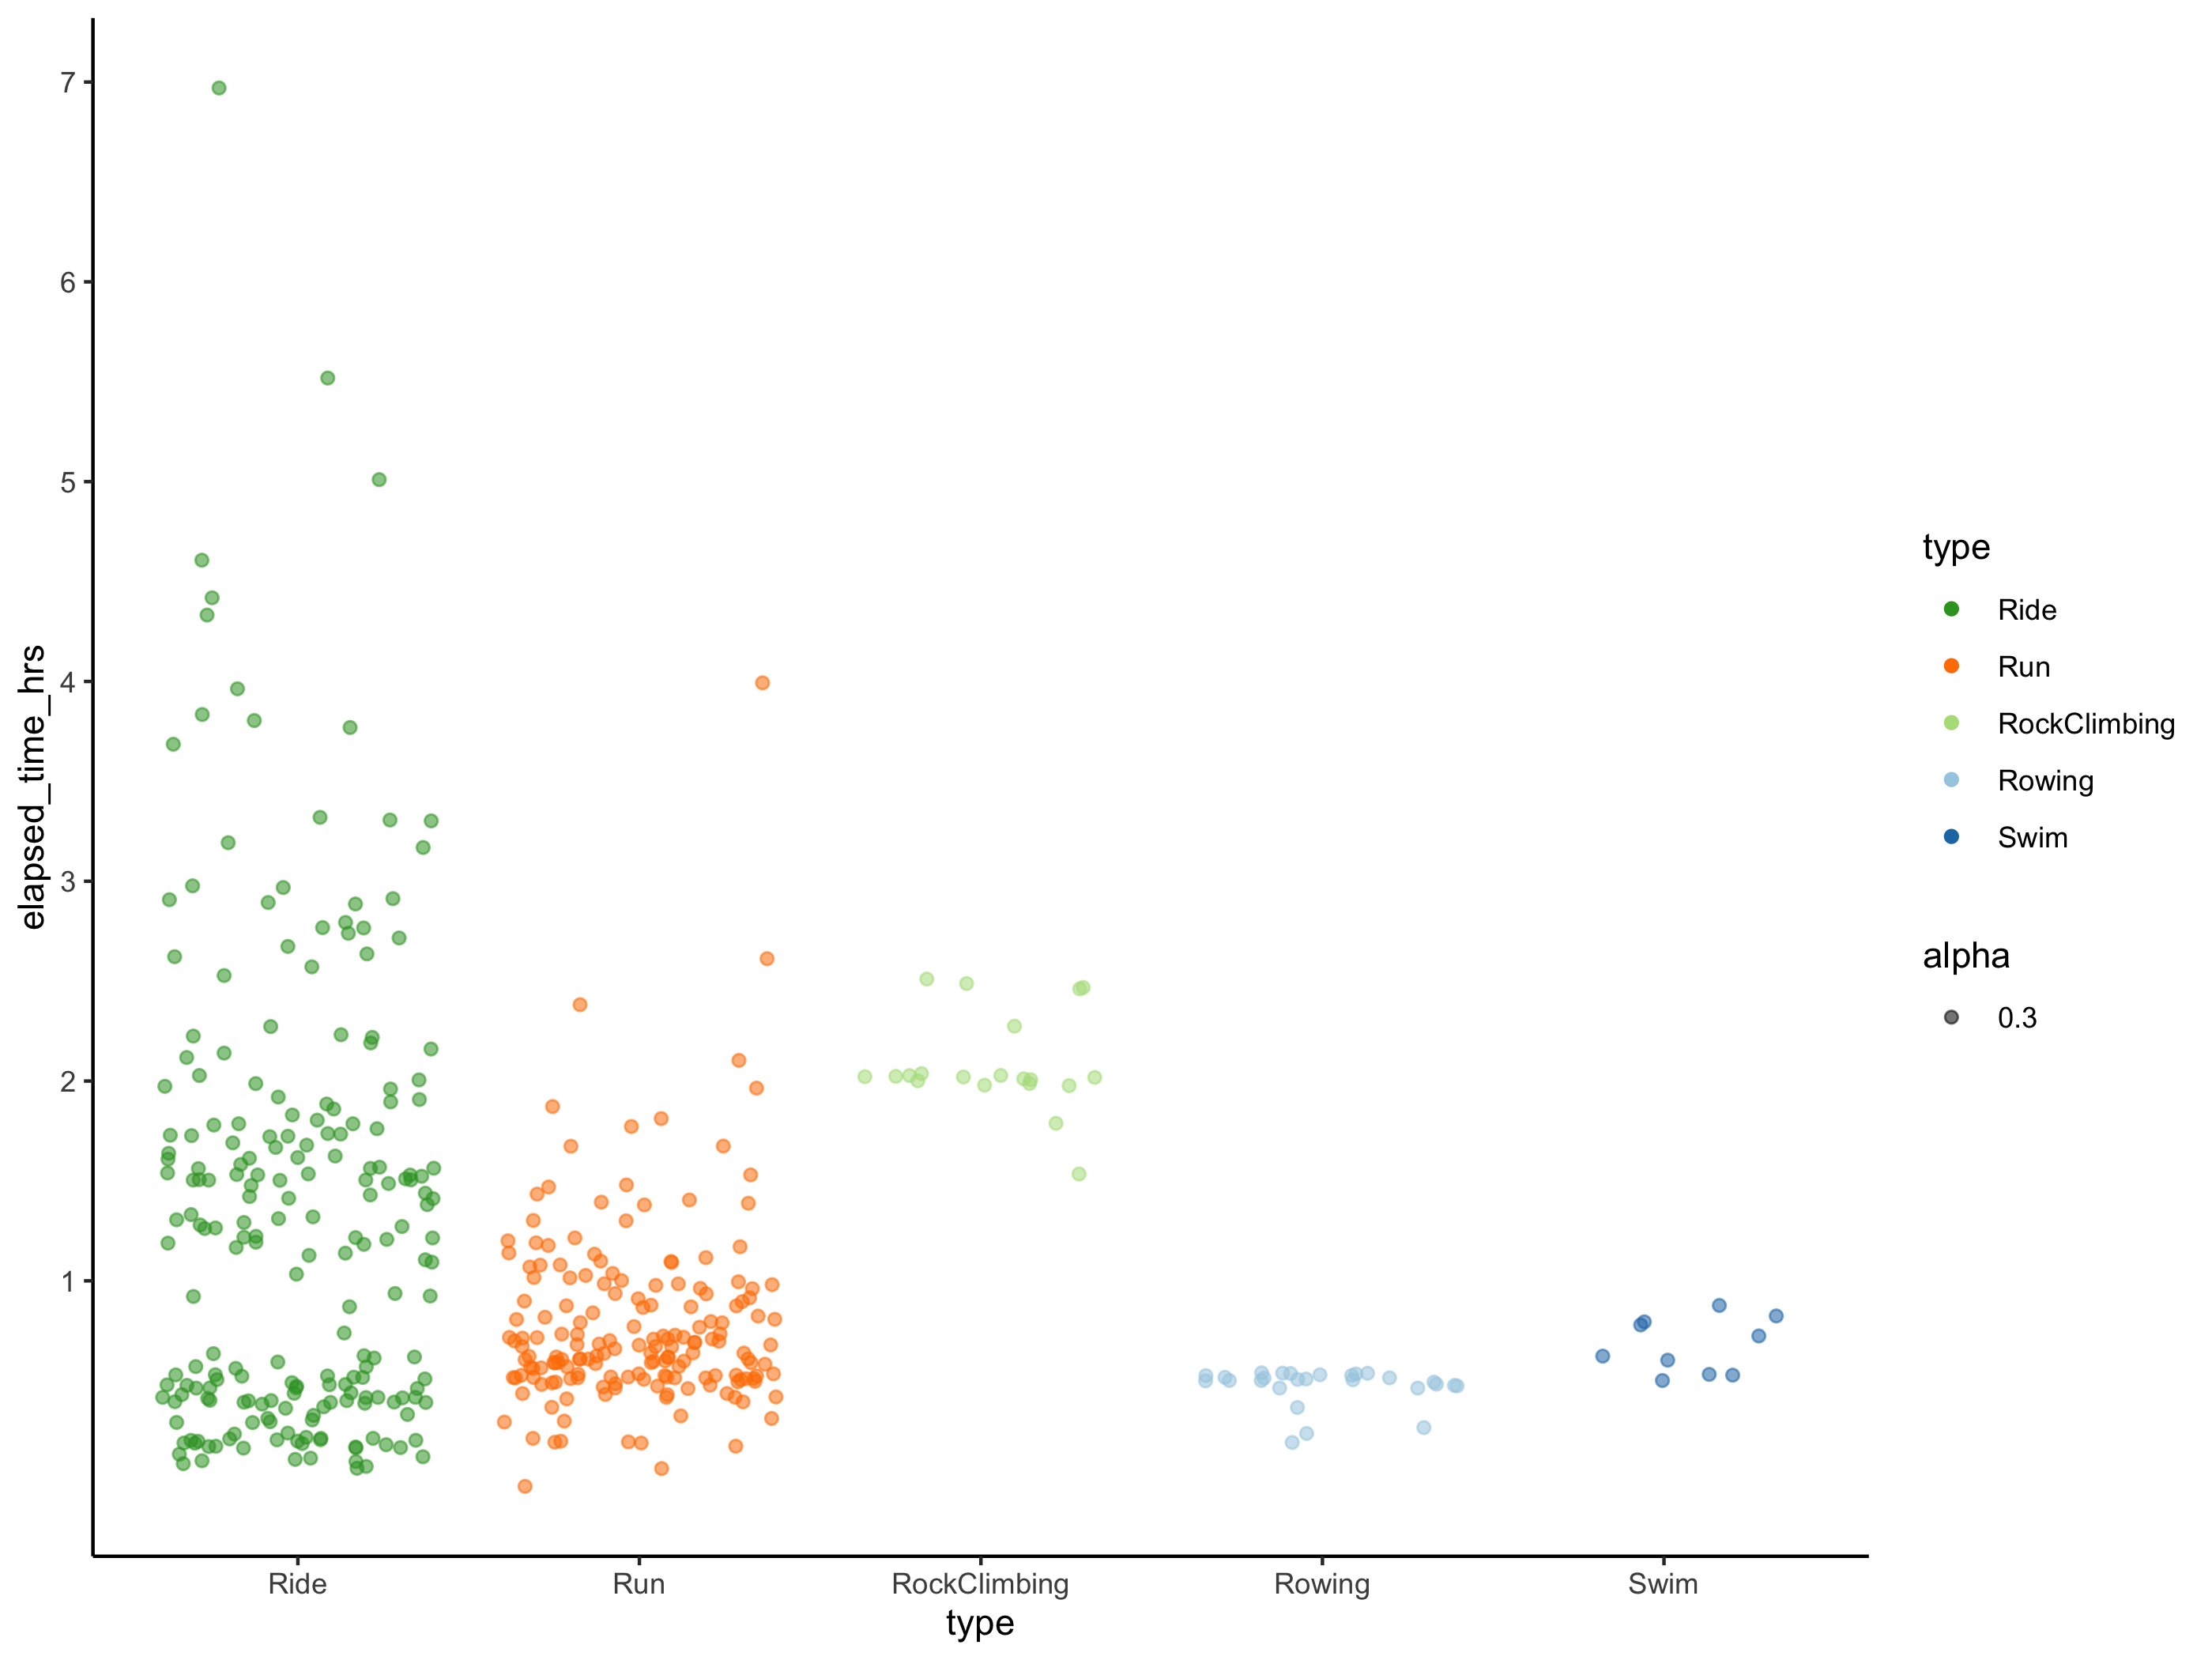 elapsed_time_hrs
7
6
5
4
3
2
1
Ride Run RockClimbing Rowing Swim
type
type
Ride
Run
RockClimbing
Rowing
Swim
alpha
0.3